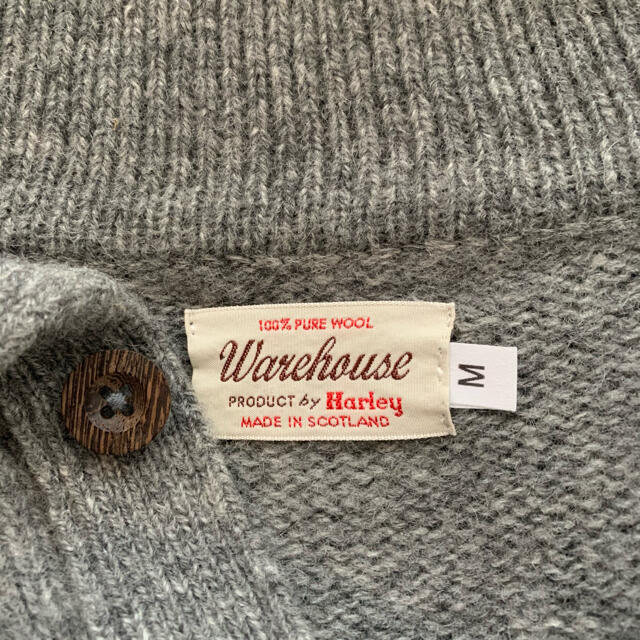 100% PURE WOOL
Warehouse
PRODUCT by Harley
MADE IN SCOTLAND
M